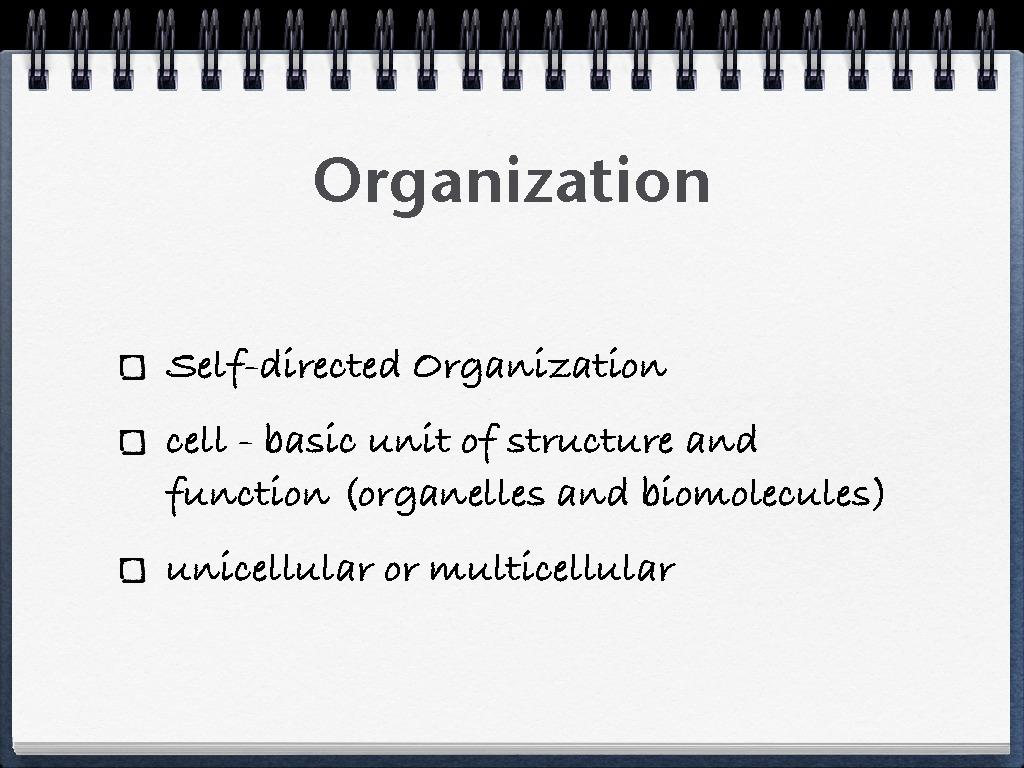 Organization
Self-directed Organization
cell - basic unit of structure and
function (organelles and biomolecules)
unicellular or multicellular